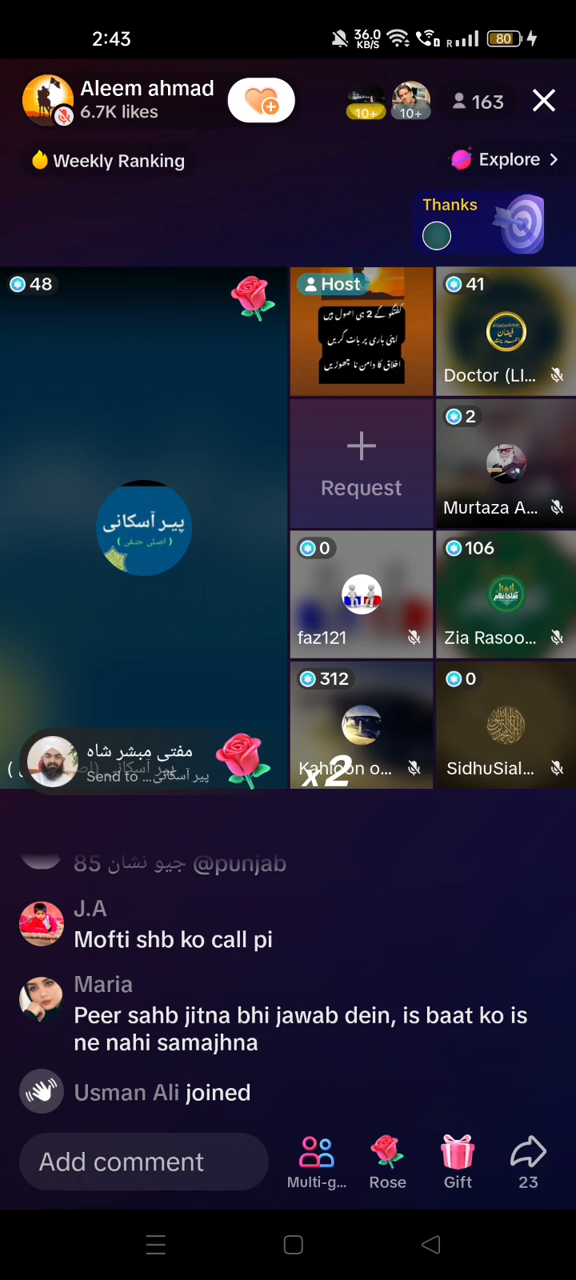 2:43
36.0
KB/S
R
80
Aleem ahmad
6.7K likes
10+
10+
163
Weekly Ranking
Explore
Thanks
48
Host
گفتگو کے 2 ہی اصول ہیں
اپنی باری پر بات کریں
اخلاق کا دامن نا چھوڑیں
41
Doctor (LI...
پیر آسکانی
( اصلی حنفی )
Request
2
Murtaza A...
0
faz121
106
Zia Rasoo...
312
Kahioon o...
x2
0
SidhuSial...
مفتی مبشر شاہ
Send to ...پیر آسکانی
85 جیو نشان @punjab
J.A
Mofti shb ko call pi
Maria
Peer sahb jitna bhi jawab dein, is baat ko is
ne nahi samajhna
Usman Ali joined
Add comment
Multi-g...
Rose
Gift
23